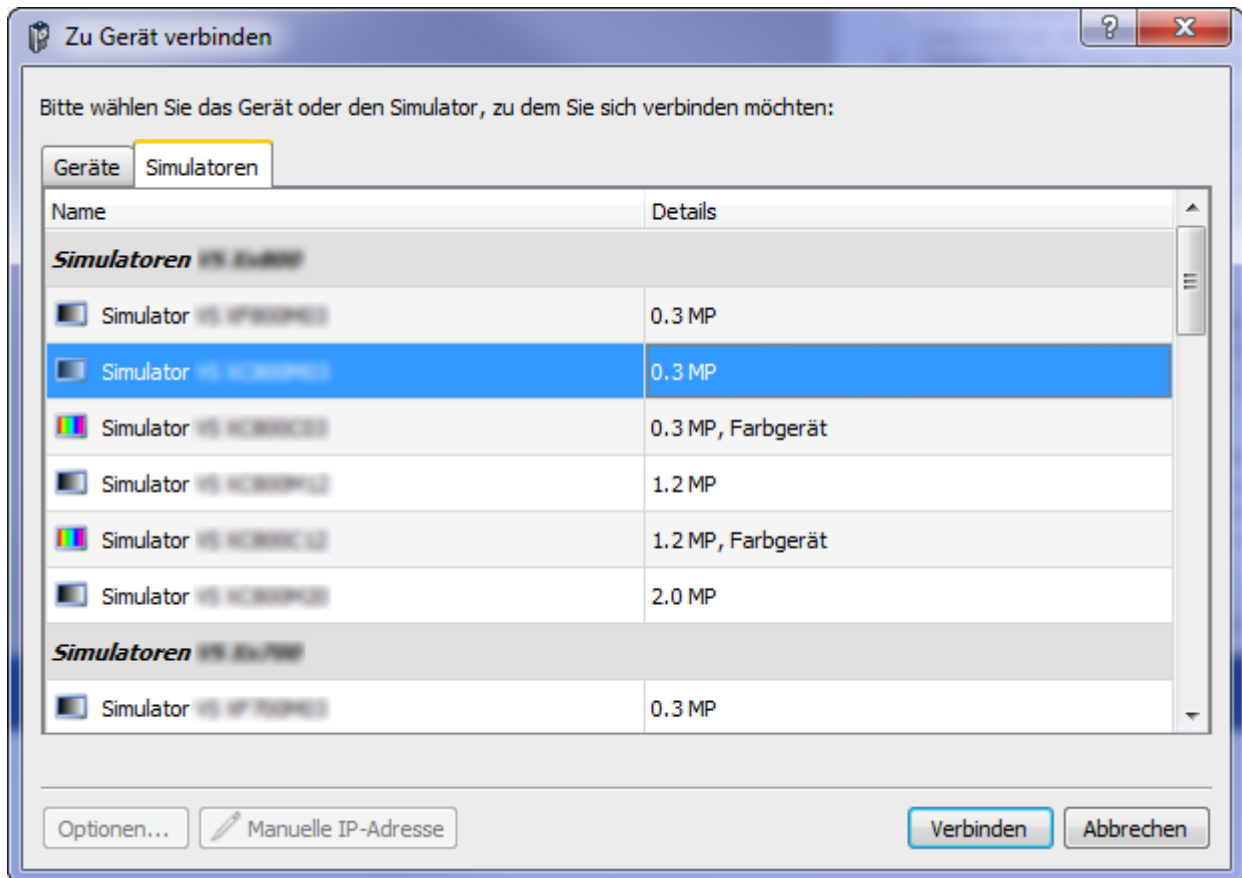 Zu Gerät verbinden
Bitte wählen Sie das Gerät oder den Simulator, zu dem Sie sich verbinden möchten:
Geräte Simulatoren
Name Details
Simulatoren
Simulator 0.3 MP
Simulator 0.3 MP
Simulator 0.3 MP, Farbgerät
Simulator 1.2 MP
Simulator 1.2 MP, Farbgerät
Simulator 2.0 MP
Simulatoren
Simulator 0.3 MP
Optionen... Manuelle IP-Adresse Verbinden Abbrechen